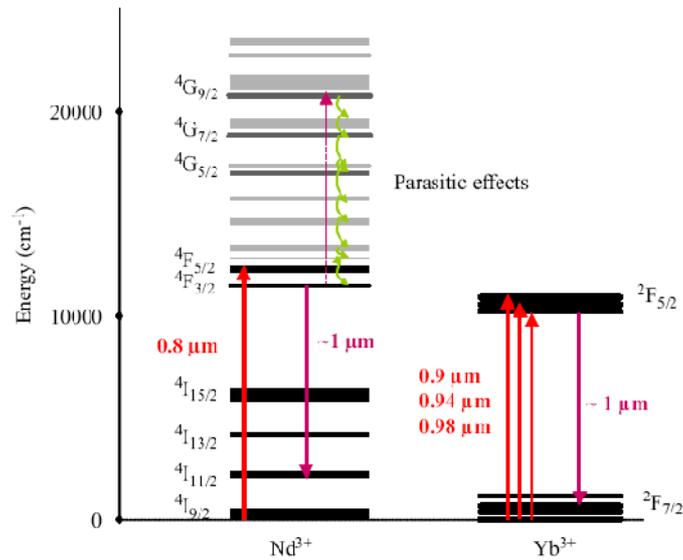 ⁴G₉/₂
20000
⁴G₇/₂
⁴G₅/₂
Parasitic effects
Energy (cm⁻¹)
⁴F₅/₂
⁴F₃/₂
²F₅/₂
10000
0.8 µm
~1 µm
0.9 µm
0.94 µm
0.98 µm
~ 1 µm
⁴I₁₅/₂
⁴I₁₃/₂
⁴I₁₁/₂
⁴I₉/₂
²F₇/₂
0
Nd³⁺
Yb³⁺